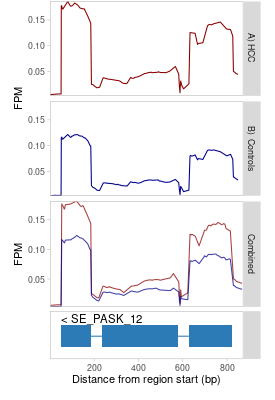 0.15
0.10
0.05
A) HCC
FPM
0.15
0.10
0.05
B) Controls
0.15
0.10
0.05
Combined
FPM
< SE_PASK_12
200 400 600 800
Distance from region start (bp)